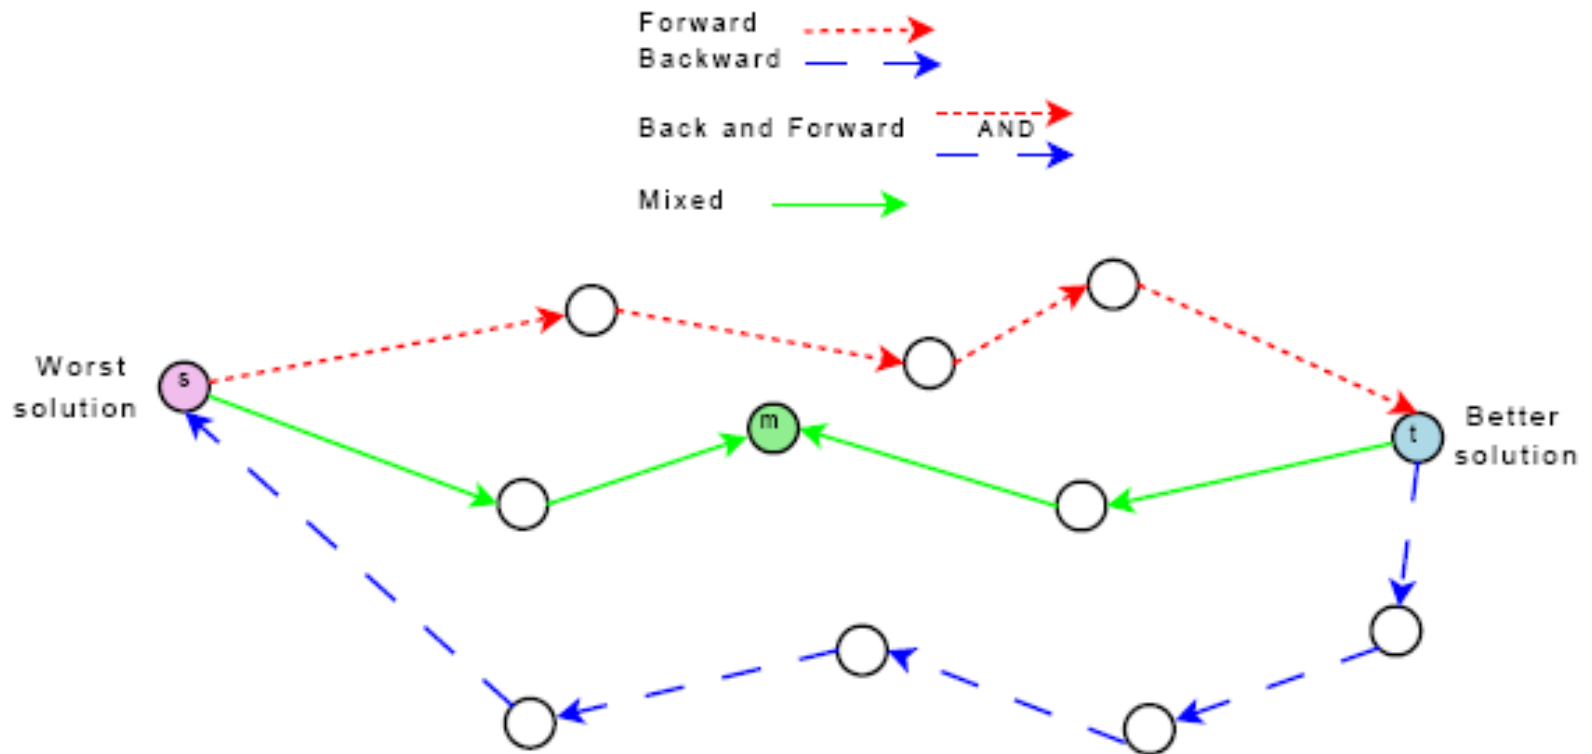 Forward
Backward
Back and Forward
AND
Mixed
Worst
solution
s
m
t
Better
solution